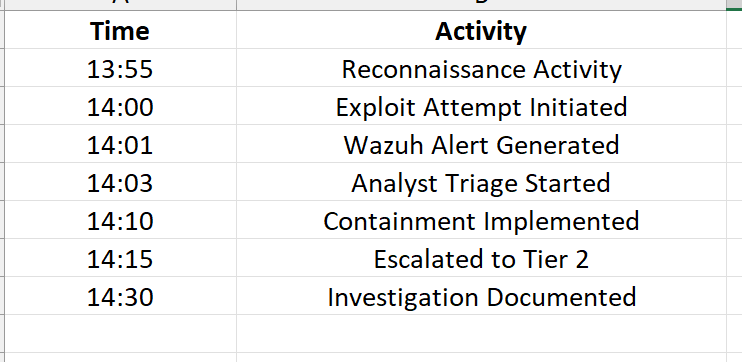 Time Activity
13:55 Reconnaissance Activity
14:00 Exploit Attempt Initiated
14:01 Wazuh Alert Generated
14:03 Analyst Triage Started
14:10 Containment Implemented
14:15 Escalated to Tier 2
14:30 Investigation Documented